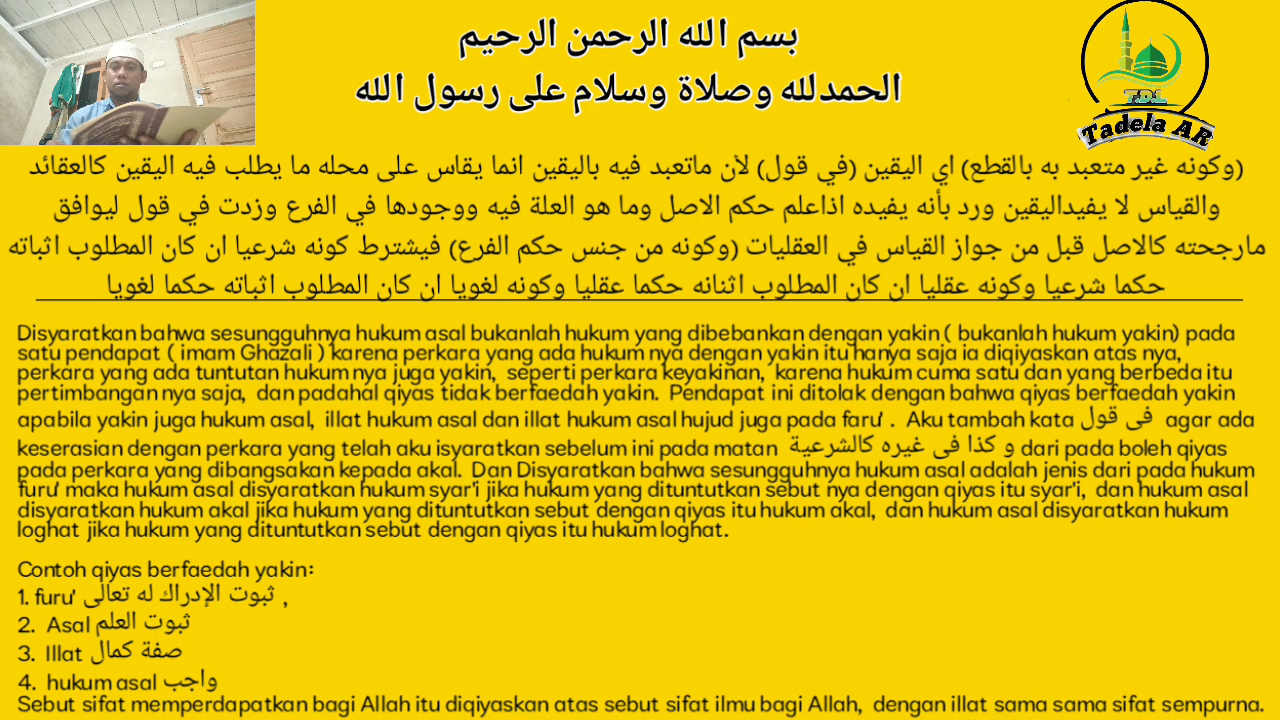 بسم الله الرحمن الرحيم
الحمدلله وصلاة وسلام على رسول الله
T.D.L
Tadela AR
(وكونه غير متعبد به بالقطع) اي اليقين (في قول) لأن ماتعبد فيه باليقين انما يقاس على محله ما يطلب فيه اليقين كالعقائد
والقياس لا يفيداليقين ورد بأنه يفيده اذاعلم حكم الاصل وما هو العلة فيه ووجودها في الفرع وزدت في قول ليوافق
مارجحته كالاصل قبل من جواز القياس في العقليات (وكونه من جنس حكم الفرع) فيشترط كونه شرعيا ان كان المطلوب اثباته
حكما شرعيا وكونه عقليا ان كان المطلوب اثنانه حكما عقليا وكونه لغويا ان كان المطلوب اثباته حكما لغويا
Disyaratkan bahwa sesungguhnya hukum asal bukanlah hukum yang dibebankan dengan yakin ( bukanlah hukum yakin) pada
satu pendapat ( imam Ghazali ) karena perkara yang ada hukum nya dengan yakin itu hanya saja ia diqiyaskan atas nya,
perkara yang ada tuntutan hukum nya juga yakin, seperti perkara keyakinan, karena hukum cuma satu dan yang berbeda itu
pertimbangan nya saja, dan padahal qiyas tidak berfaedah yakin. Pendapat ini ditolak dengan bahwa qiyas berfaedah yakin
apabila yakin juga hukum asal, illat hukum asal dan illat hukum asal hujud juga pada faru' . Aku tambah kata فى قول agar ada
keserasian dengan perkara yang telah aku isyaratkan sebelum ini pada matan و كذا فى غيره كالشرعية dari pada boleh qiyas
pada perkara yang dibangsakan kepada akal. Dan Disyaratkan bahwa sesungguhnya hukum asal adalah jenis dari pada hukum
furu' maka hukum asal disyaratkan hukum syar'i jika hukum yang dituntutkan sebut nya dengan qiyas itu syar'i, dan hukum asal
disyaratkan hukum akal jika hukum yang dituntutkan sebut dengan qiyas itu hukum akal, dan hukum asal disyaratkan hukum
loghat jika hukum yang dituntutkan sebut dengan qiyas itu hukum loghat.
Contoh qiyas berfaedah yakin:
1. furu' ثبوت الإدراك له تعالى ,
2. Asal ثبوت العلم
3. Illat صفة كمال
4. hukum asal واجب
Sebut sifat memperdapatkan bagi Allah itu diqiyaskan atas sebut sifat ilmu bagi Allah, dengan illat sama sama sifat sempurna.